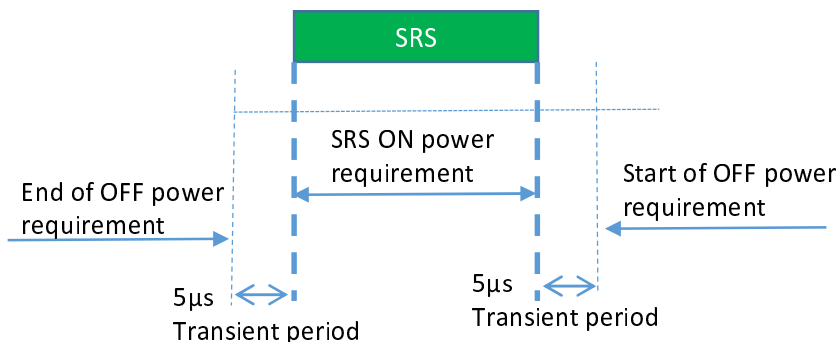 SRS
SRS ON power
requirement
End of OFF power
requirement
Start of OFF power
requirement
5µs
Transient period
5µs
Transient period